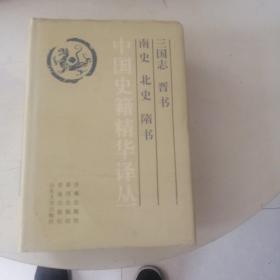 三国志 晋书
南史 北史 隋书
中国史籍精华译丛